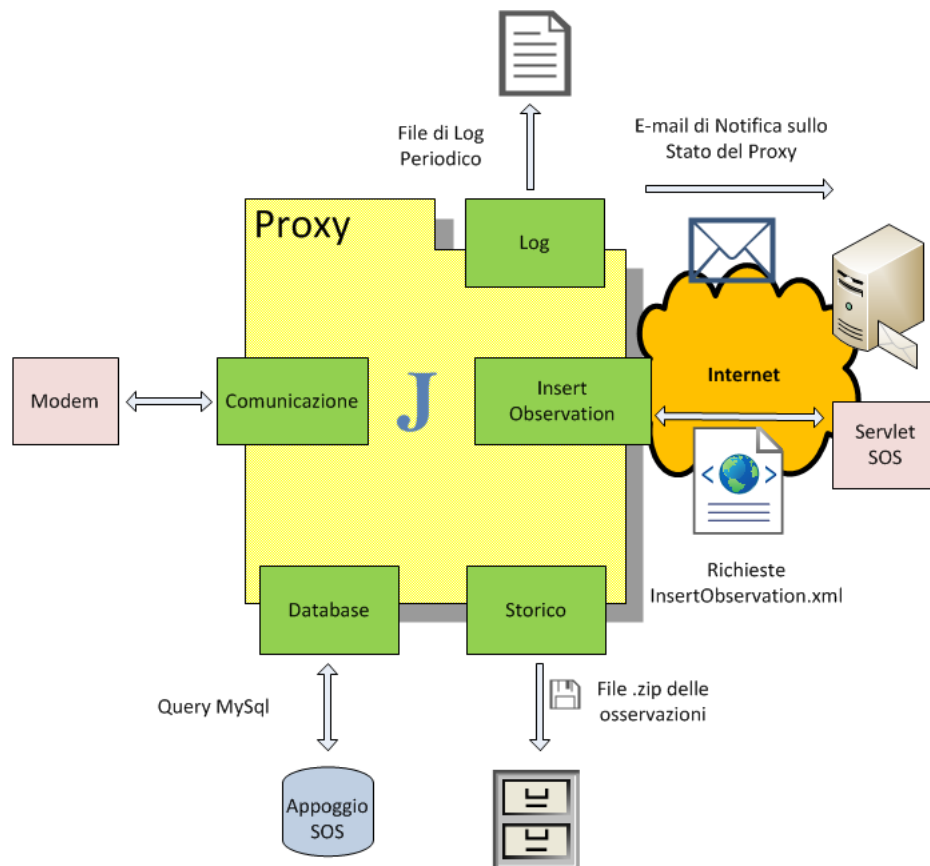 File di Log
Periodico
E-mail di Notifica sullo
Stato del Proxy
Proxy
Log
Modem
Comunicazione
J
Insert
Observation
Internet
Servlet
SOS
Richieste
InsertObservation.xml
Database
Storico
Query MySql
File .zip delle
osservazioni
Appoggio
SOS